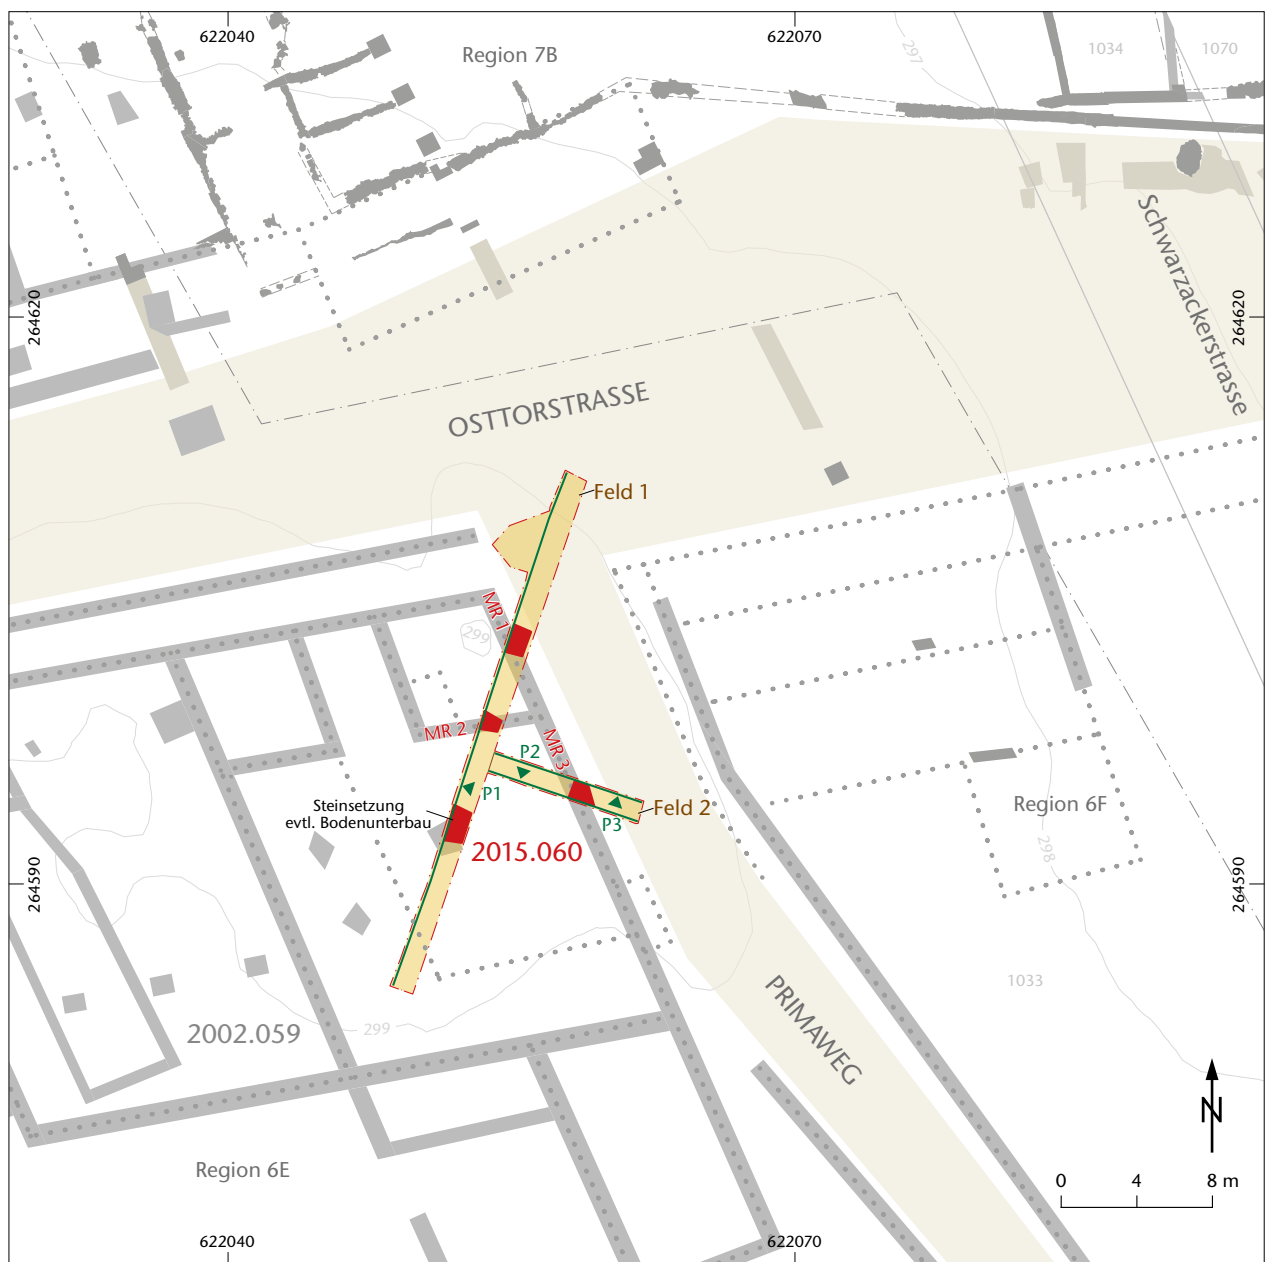 622040
622070
Region 7B
297
1034
1070
Schwarzackerstrasse
264620
264620
OSTTORSTRASSE
Feld 1
MR 1
299
MR 2
MR 3
P2
P1
Steinsetzung
evtl. Bodenunterbau
P3
Feld 2
Region 6F
2015.060
298
264590
264590
1033
PRIMAWEG
2002.059
299
N
Region 6E
0 4 8 m
622040
622070